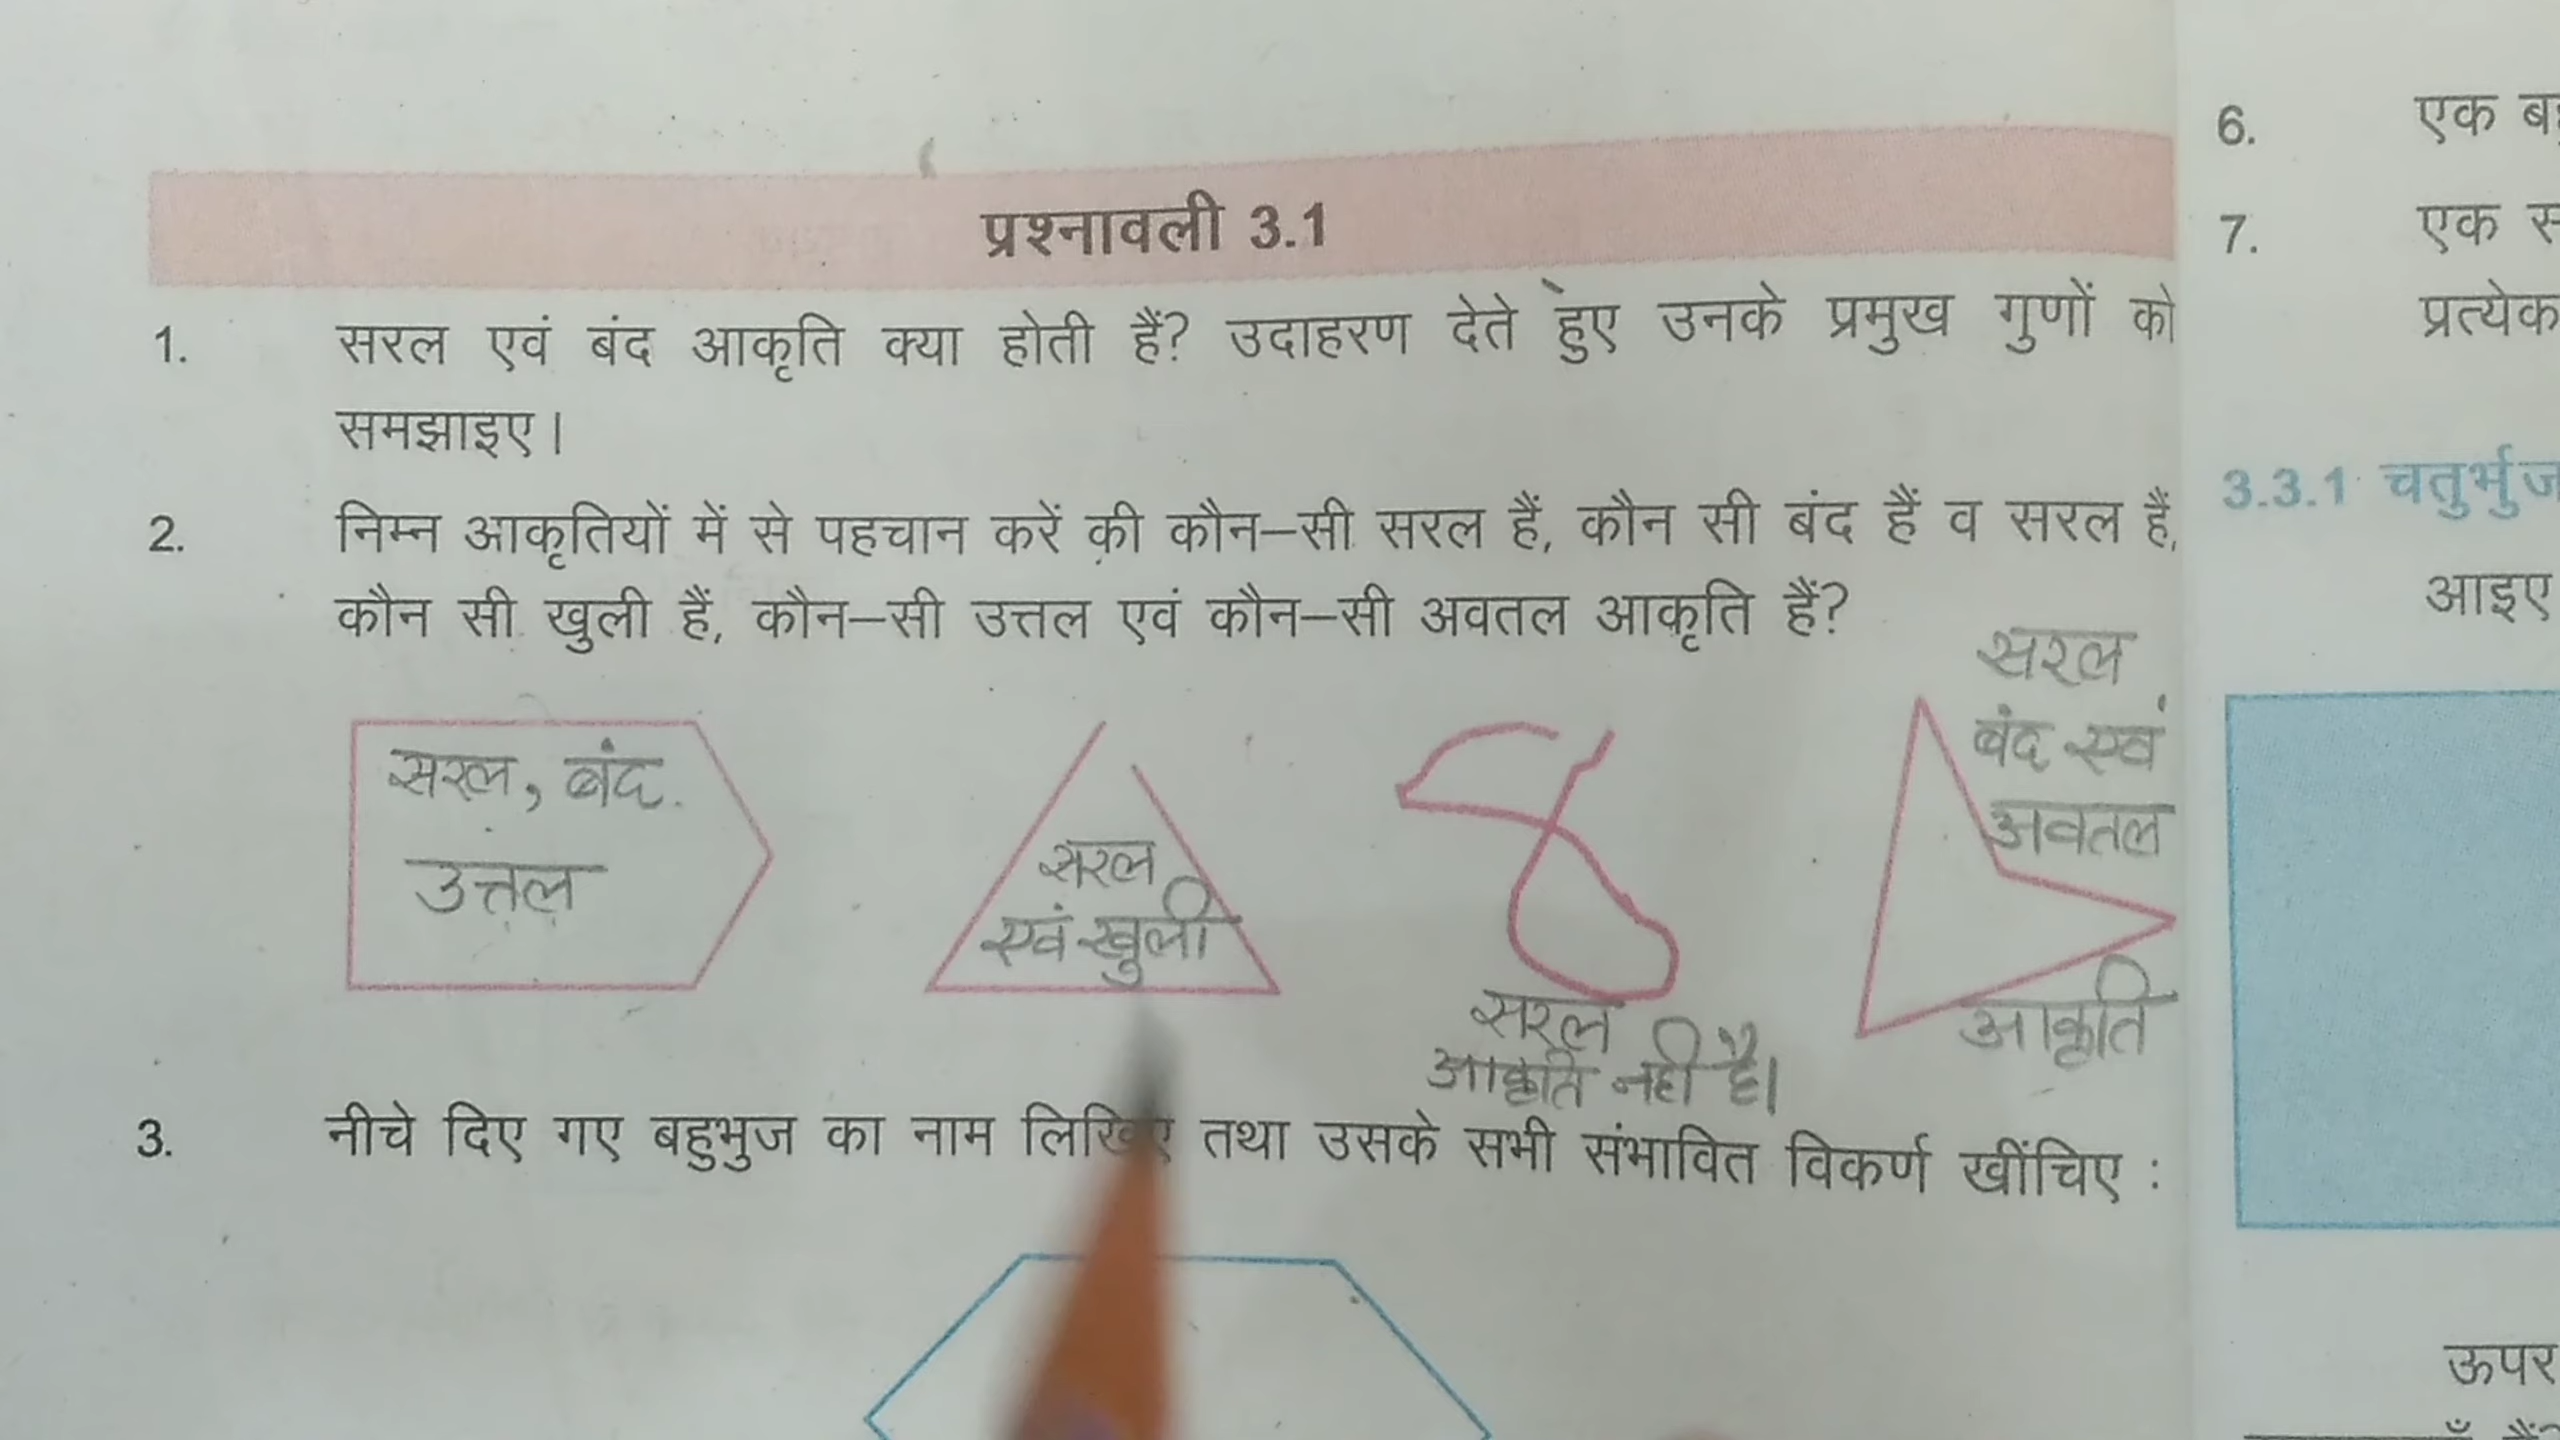 प्रश्नावली 3.1
1. सरल एवं बंद आकृति क्या होती हैं? उदाहरण देते हुए उनके प्रमुख गुणों को
समझाइए।
2. निम्न आकृतियों में से पहचान करें की कौन–सी सरल हैं, कौन सी बंद हैं व सरल हैं,
कौन सी खुली हैं, कौन–सी उत्तल एवं कौन–सी अवतल आकृति हैं?
सरल, बंद.
उत्तल
सरल
एवं खुली
सरल
आकृति नही है।
सरल
बंद एवं
अवतल
आकृति
3. नीचे दिए गए बहुभुज का नाम लिखिए तथा उसके सभी संभावित विकर्ण खींचिए :
6. एक
7. एक
प्रत्येक
3.3.1
आइए
ऊपर